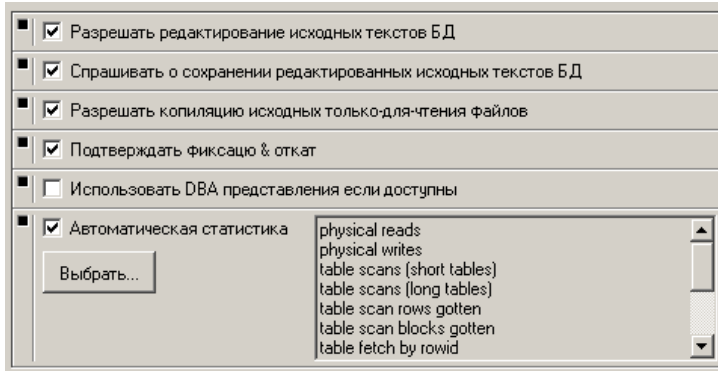 Разрешать редактирование исходных текстов БД
Спрашивать о сохранении редактированных исходных текстов БД
Разрешать копиляцию исходных только-для-чтения файлов
Подтверждать фиксацю & откат
Использовать DBA представления если доступны
Автоматическая статистика
Выбрать...
physical reads
physical writes
table scans (short tables)
table scans (long tables)
table scan rows gotten
table scan blocks gotten
table fetch by rowid